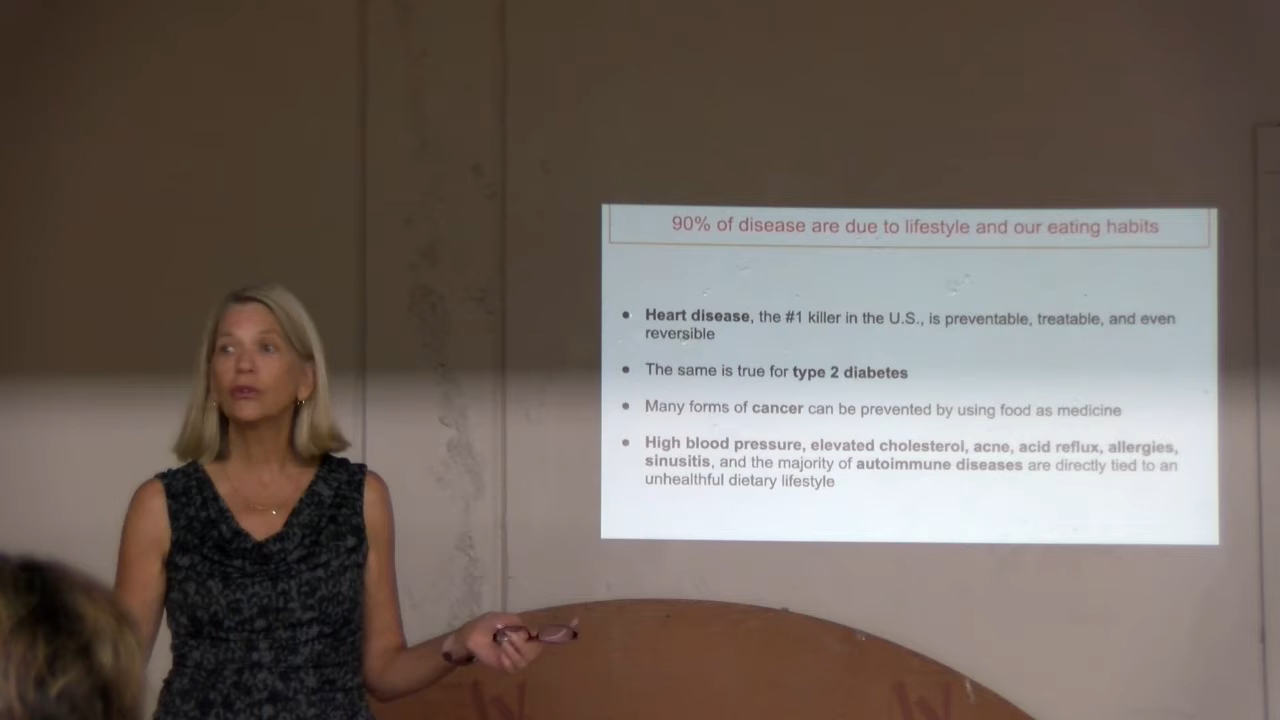 90% of disease are due to lifestyle and our eating habits
● Heart disease, the #1 killer in the U.S., is preventable, treatable, and even
reversible
● The same is true for type 2 diabetes
● Many forms of cancer can be prevented by using food as medicine
● High blood pressure, elevated cholesterol, acne, acid reflux, allergies,
sinusitis, and the majority of autoimmune diseases are directly tied to an
unhealthful dietary lifestyle